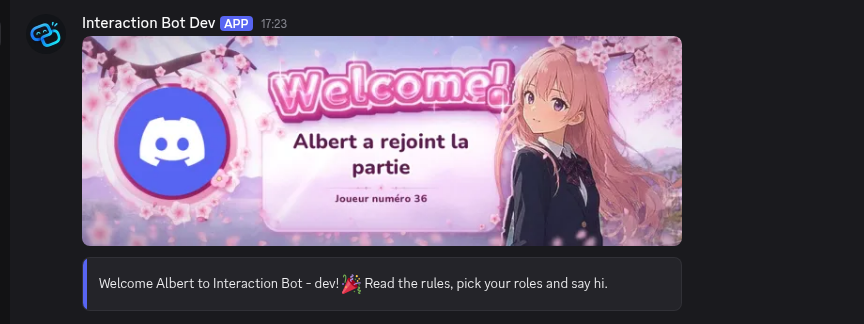 Interaction Bot Dev APP 17:23
Welcome!
Albert a rejoint la
partie
Joueur numéro 36
Welcome Albert to Interaction Bot - dev! 🎉 Read the rules, pick your roles and say hi.